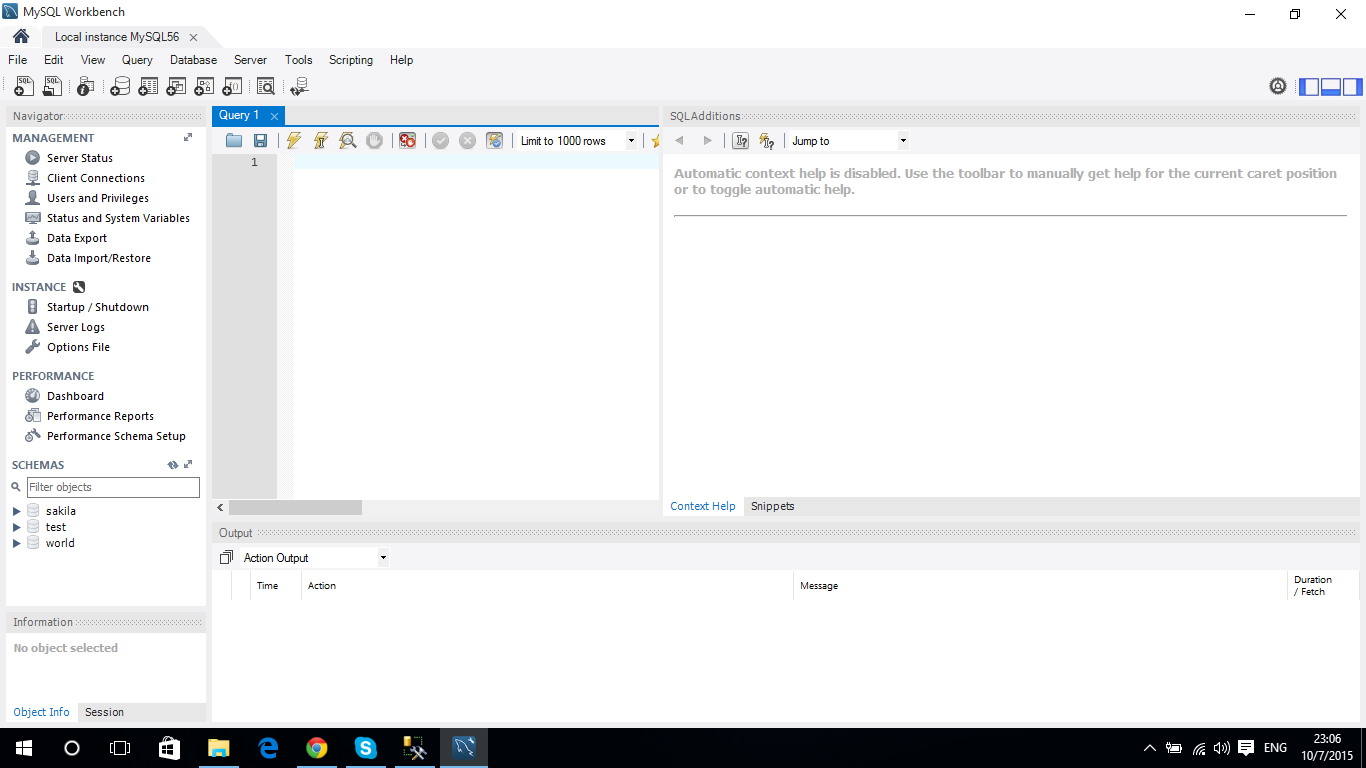 MySQL Workbench
Local instance MySQL56
File Edit View Query Database Server Tools Scripting Help
Navigator
MANAGEMENT
Server Status
Client Connections
Users and Privileges
Status and System Variables
Data Export
Data Import/Restore
INSTANCE
Startup / Shutdown
Server Logs
Options File
PERFORMANCE
Dashboard
Performance Reports
Performance Schema Setup
SCHEMAS
Filter objects
sakila
test
world
Information
No object selected
Object Info Session
Query 1
Limit to 1000 rows
1
SQLAdditions
Jump to
Automatic context help is disabled. Use the toolbar to manually get help for the current caret position
or to toggle automatic help.
Context Help Snippets
Output
Action Output
Time Action Message Duration
/ Fetch
ENG
23:06
10/7/2015